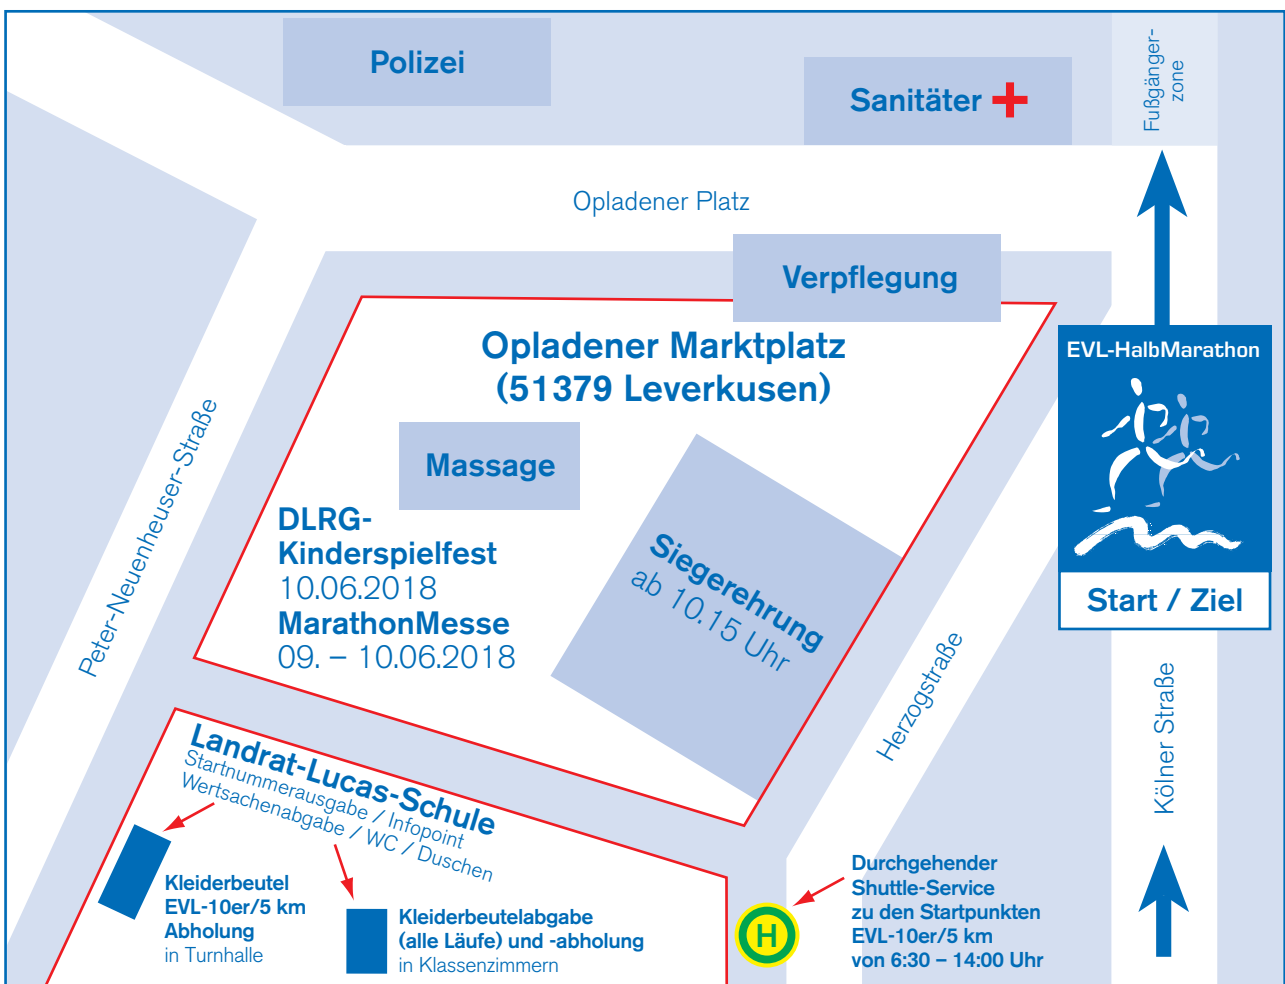 Polizei
Sanitäter
Fußgänger-
zone
Opladener Platz
Verpflegung
Opladener Marktplatz
(51379 Leverkusen)
EVL-HalbMarathon
Start / Ziel
Massage
Peter-Neuenheuser-Straße
DLRG-
Kinderspielfest
10.06.2018
MarathonMesse
09. – 10.06.2018
Siegerehrung
ab 10.15 Uhr
Herzogstraße
Kölner Straße
Landrat-Lucas-Schule
Startnummerausgabe / Infopoint
Wertsachenabgabe / WC / Duschen
Kleiderbeutel
EVL-10er/5 km
Abholung
in Turnhalle
Kleiderbeutelabgabe
(alle Läufe) und -abholung
in Klassenzimmern
H
Durchgehender
Shuttle-Service
zu den Startpunkten
EVL-10er/5 km
von 6:30 – 14:00 Uhr